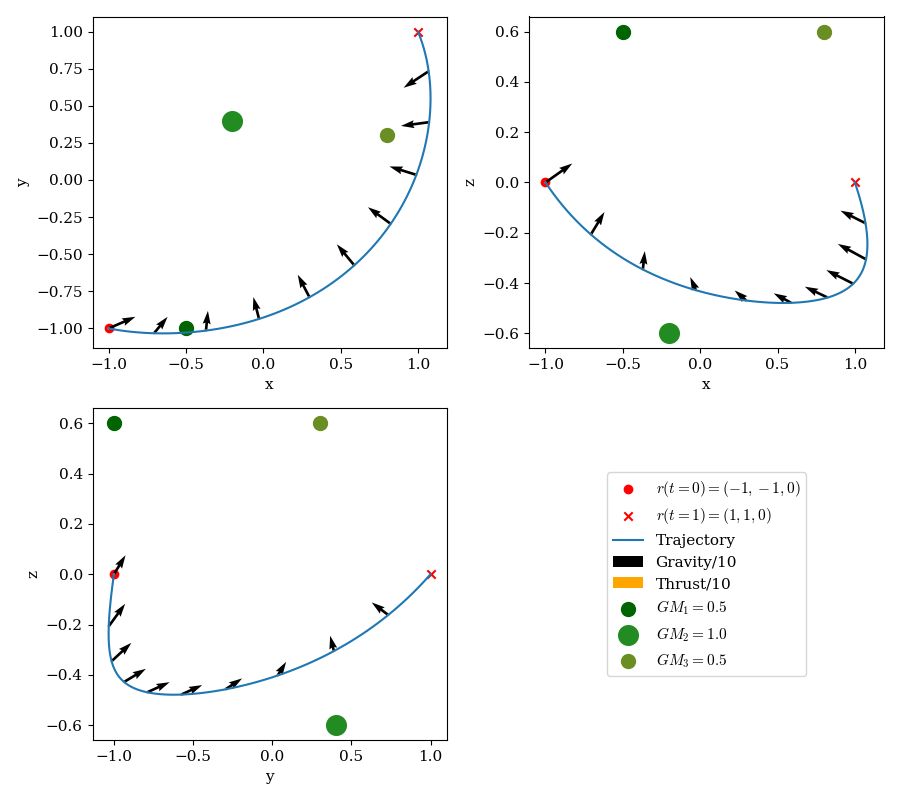 1.00
0.75
0.50
0.25
0.00
−0.25
−0.50
−0.75
−1.00
y
−1.0 −0.5 0.0 0.5 1.0
x
0.6
0.4
0.2
0.0
−0.2
−0.4
−0.6
z
−1.0 −0.5 0.0 0.5 1.0
x
0.6
0.4
0.2
0.0
−0.2
−0.4
−0.6
z
−1.0 −0.5 0.0 0.5 1.0
y
r(t = 0) = (−1, −1, 0)
r(t = 1) = (1, 1, 0)
Trajectory
Gravity/10
Thrust/10
GM₁ = 0.5
GM₂ = 1.0
GM₃ = 0.5